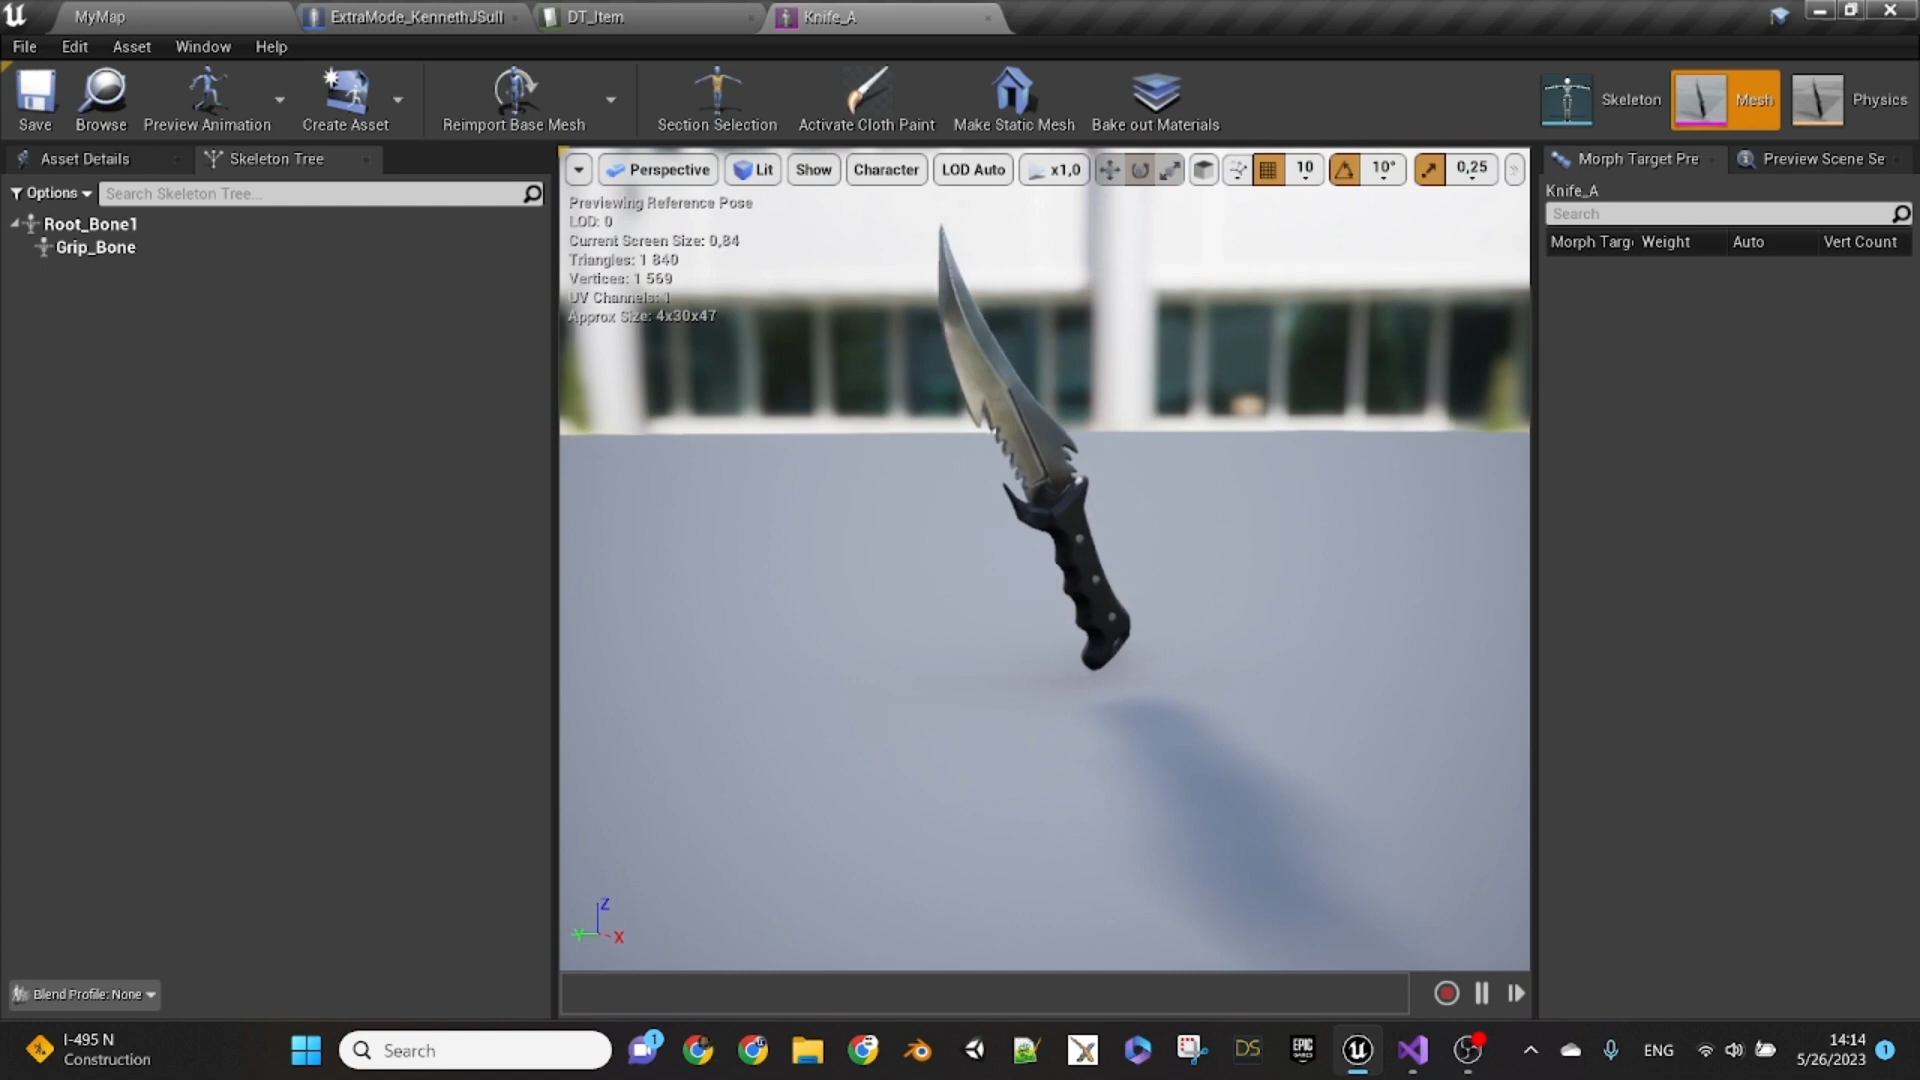 MyMap
ExtraMode_KennethJSull
DT_Item
Knife_A
File Edit Asset Window Help
Save
Browse
Preview Animation
Create Asset
Reimport Base Mesh
Section Selection
Activate Cloth Paint
Make Static Mesh
Bake out Materials
Skeleton
Mesh
Physics
Asset Details
Skeleton Tree
Options
Search Skeleton Tree...
Root_Bone1
Grip_Bone
Blend Profile: None
Perspective
Lit
Show
Character
LOD Auto
x1,0
10
10°
0,25
Previewing Reference Pose
LOD: 0
Current Screen Size: 0,84
Triangles: 1 840
Vertices: 1 569
UV Channels: 1
Approx Size: 4x30x47
Z
Y
X
Morph Target Pre
Preview Scene Se
Knife_A
Search
Morph Targ Weight Auto Vert Count
I-495 N
Construction
Search
1
DS
EPIC
GAMES
ENG
14:14
5/26/2023
1